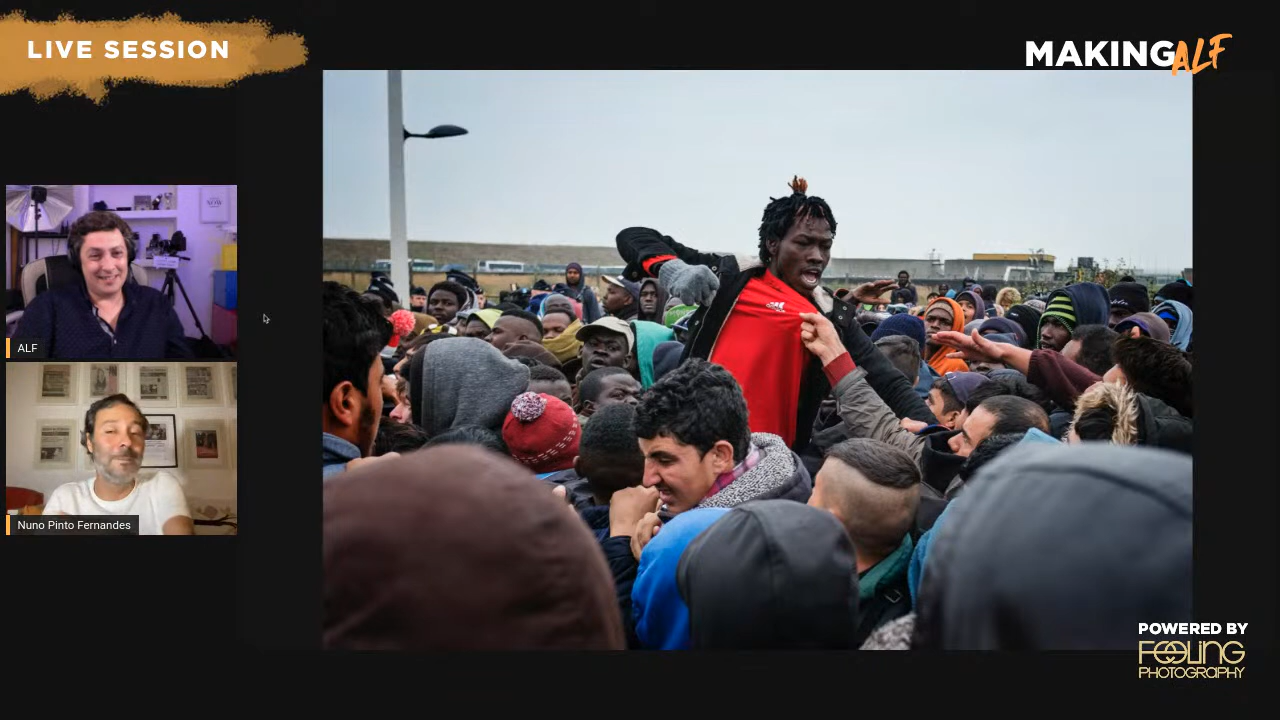 LIVE SESSION
MAKINGALF
ALF
Nuno Pinto Fernandes
POWERED BY
FEELING
PHOTOGRAPHY